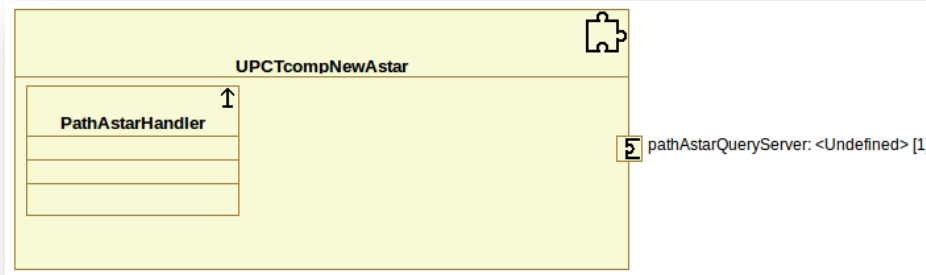 UPCTcompNewAstar
PathAstarHandler
pathAstarQueryServer: <Undefined> [1]